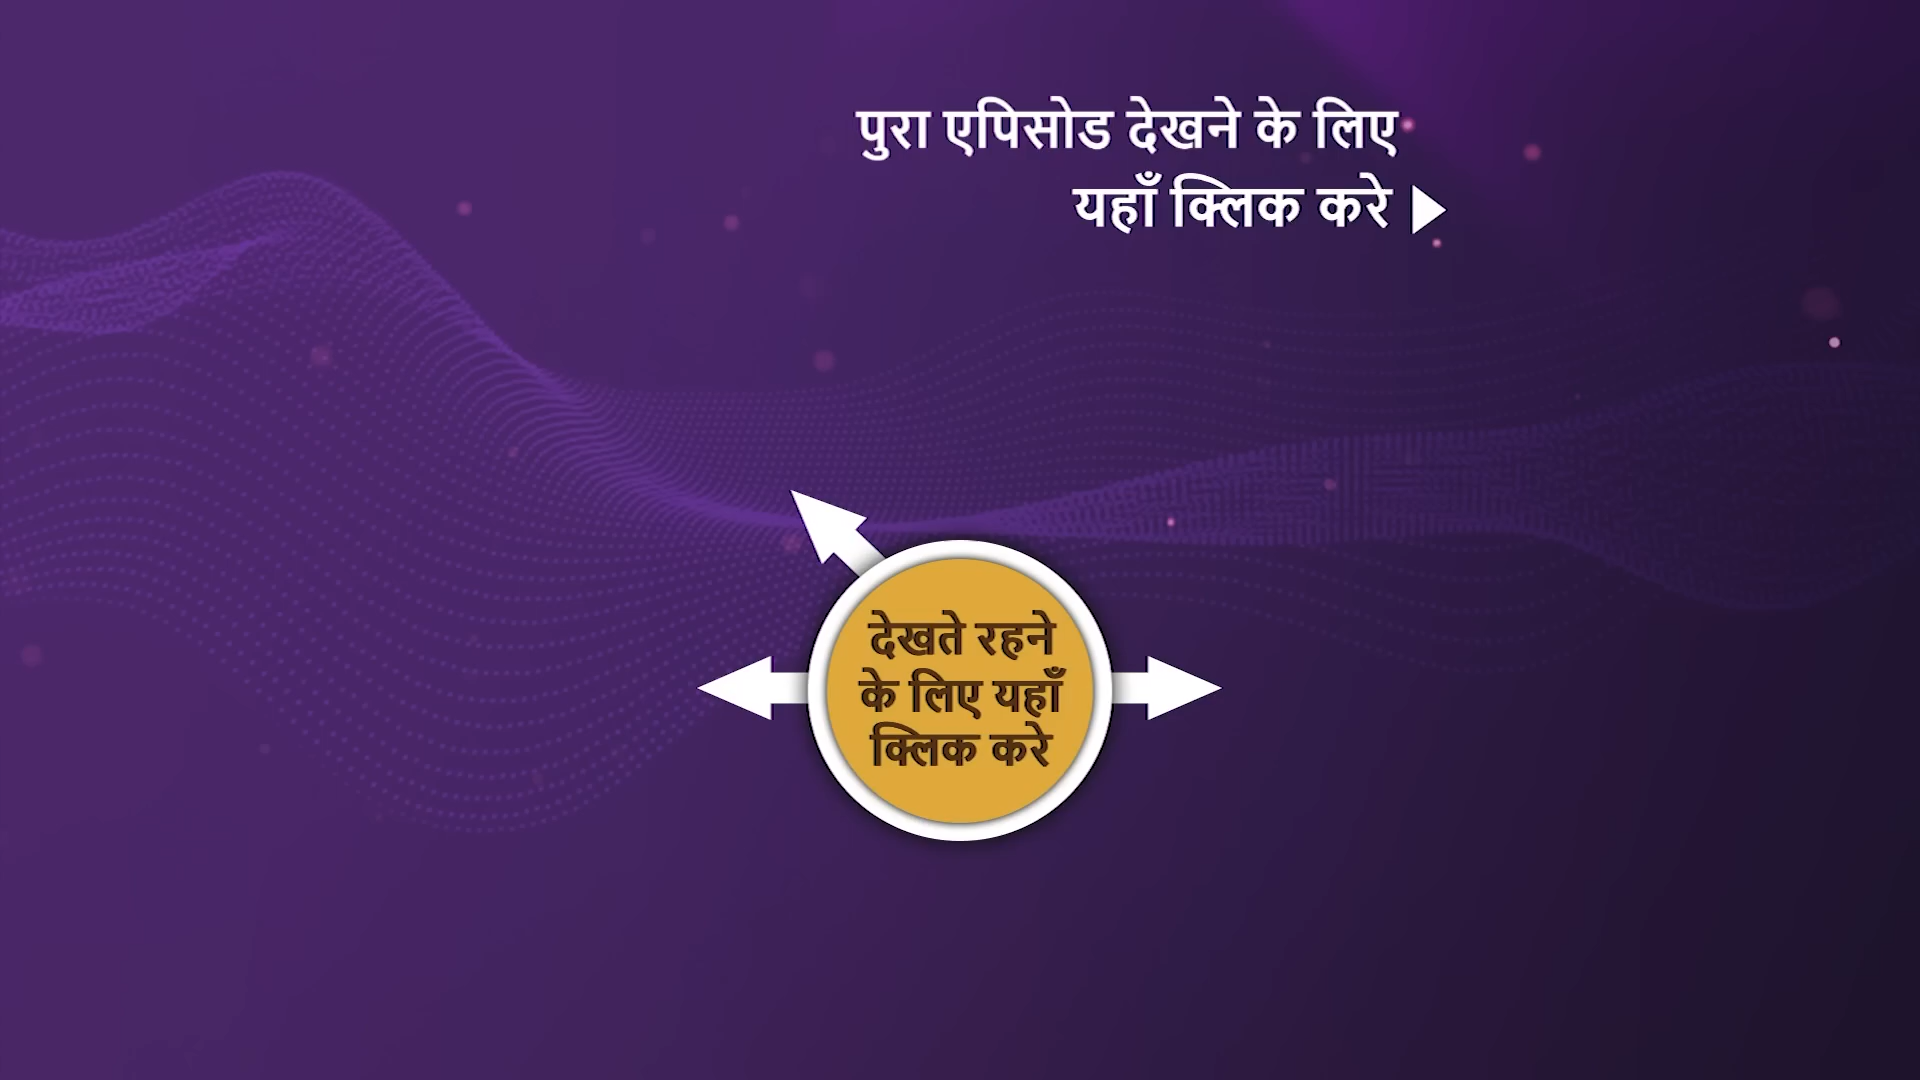 पुरा एपिसोड देखने के लिए
यहाँ क्लिक करे
देखते रहने
के लिए यहाँ
क्लिक करे